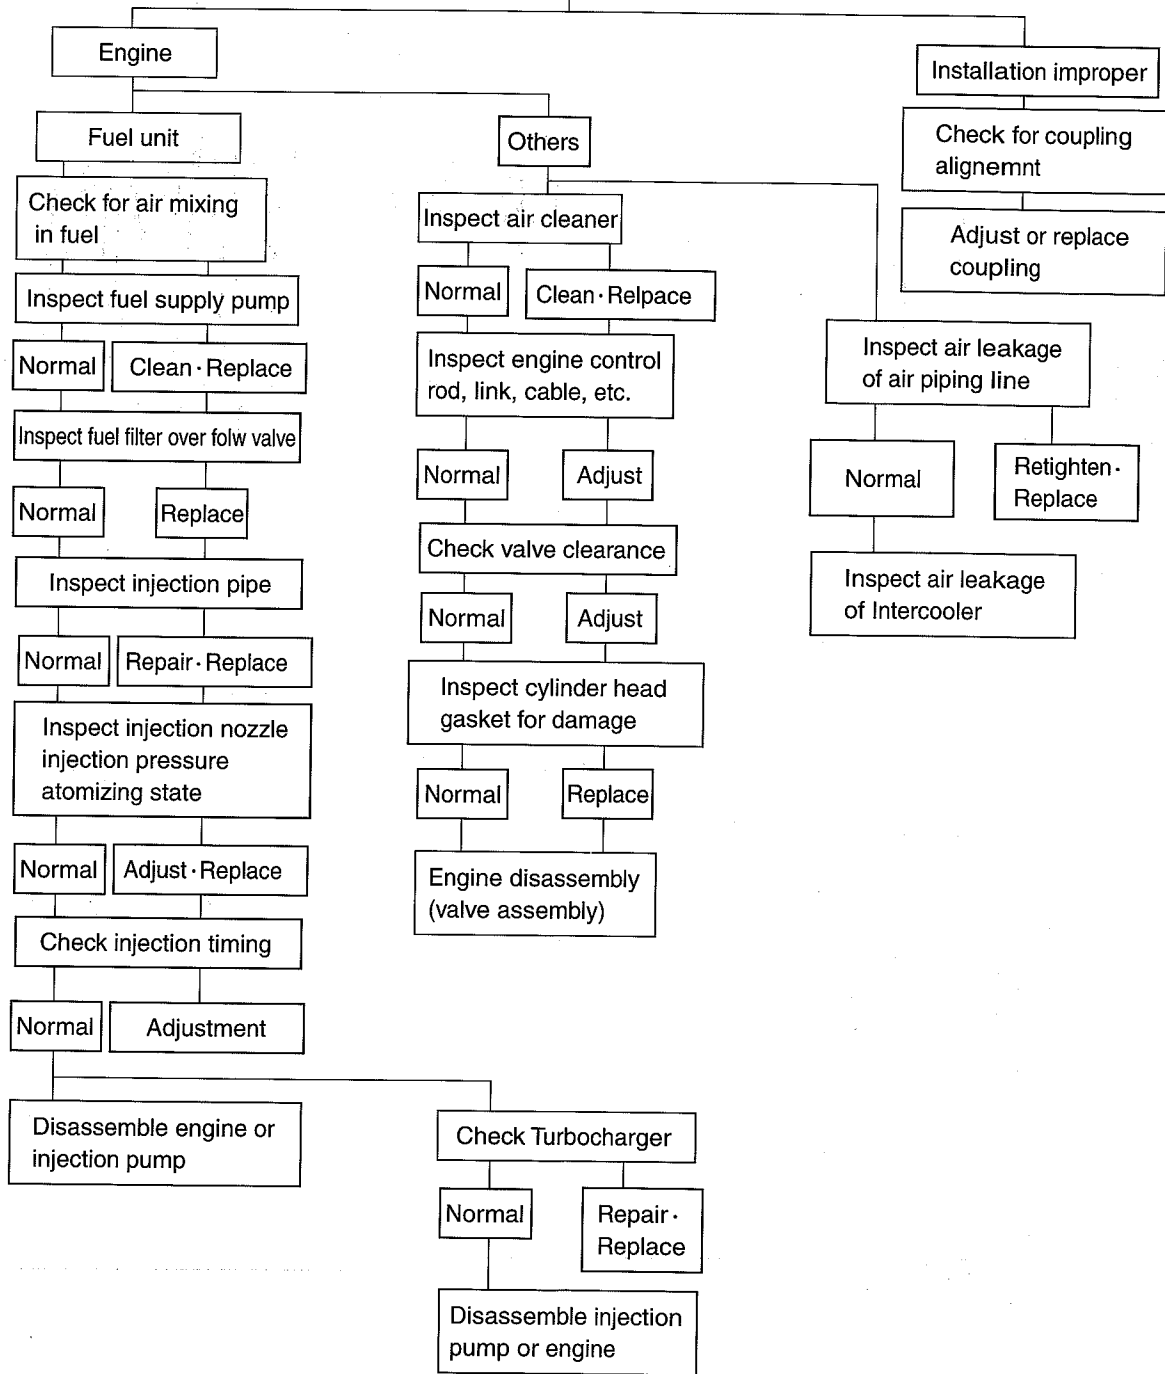 Engine
Fuel unit
Check for air mixing
in fuel
Inspect fuel supply pump
Normal
Clean · Replace
Inspect fuel filter over folw valve
Normal
Replace
Inspect injection pipe
Normal
Repair · Replace
Inspect injection nozzle
injection pressure
atomizing state
Normal
Adjust · Replace
Check injection timing
Normal
Adjustment
Disassemble engine or
injection pump
Check Turbocharger
Normal
Repair ·
Replace
Disassemble injection
pump or engine
Others
Inspect air cleaner
Normal
Clean · Relpace
Inspect engine control
rod, link, cable, etc.
Normal
Adjust
Check valve clearance
Normal
Adjust
Inspect cylinder head
gasket for damage
Normal
Replace
Engine disassembly
(valve assembly)
Inspect air leakage
of air piping line
Normal
Retighten ·
Replace
Inspect air leakage
of Intercooler
Installation improper
Check for coupling
alignemnt
Adjust or replace
coupling